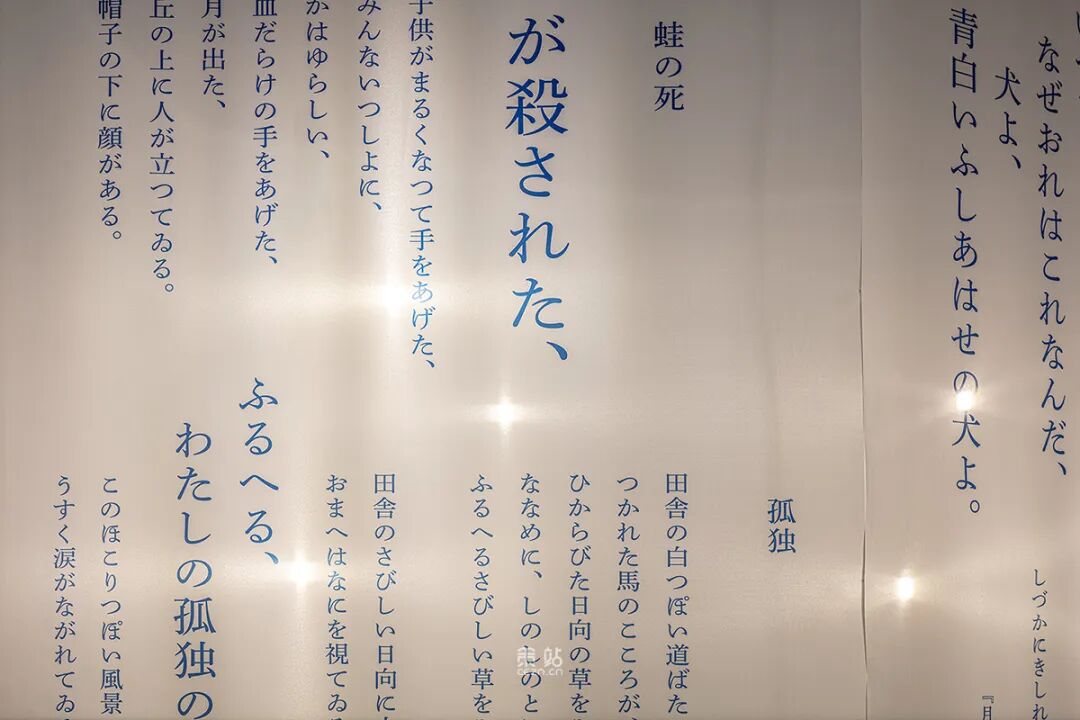 なぜおれはこれなんだ、
犬よ、
青白いふしあはせの犬よ。
しづかにきしれ
『月
蛙の死
が殺された、
子供がまるくなつて手をあげた、
みんないつしよに、
かはゆらしい、
血だらけの手をあげた、
月が出た、
丘の上に人が立つてゐる。
帽子の下に顔がある。
孤独
田舎の白つぽい道ばた
つかれた馬のこころが、
ひからびた日向の草を
ななめに、しのしのと
ふるへるさびしい草を
田舎のさびしい日向に
おまへはなにを視てゐる
ふるへる、
わたしの孤独の
このほこりつぽい風景
うすく涙がながれてゐる